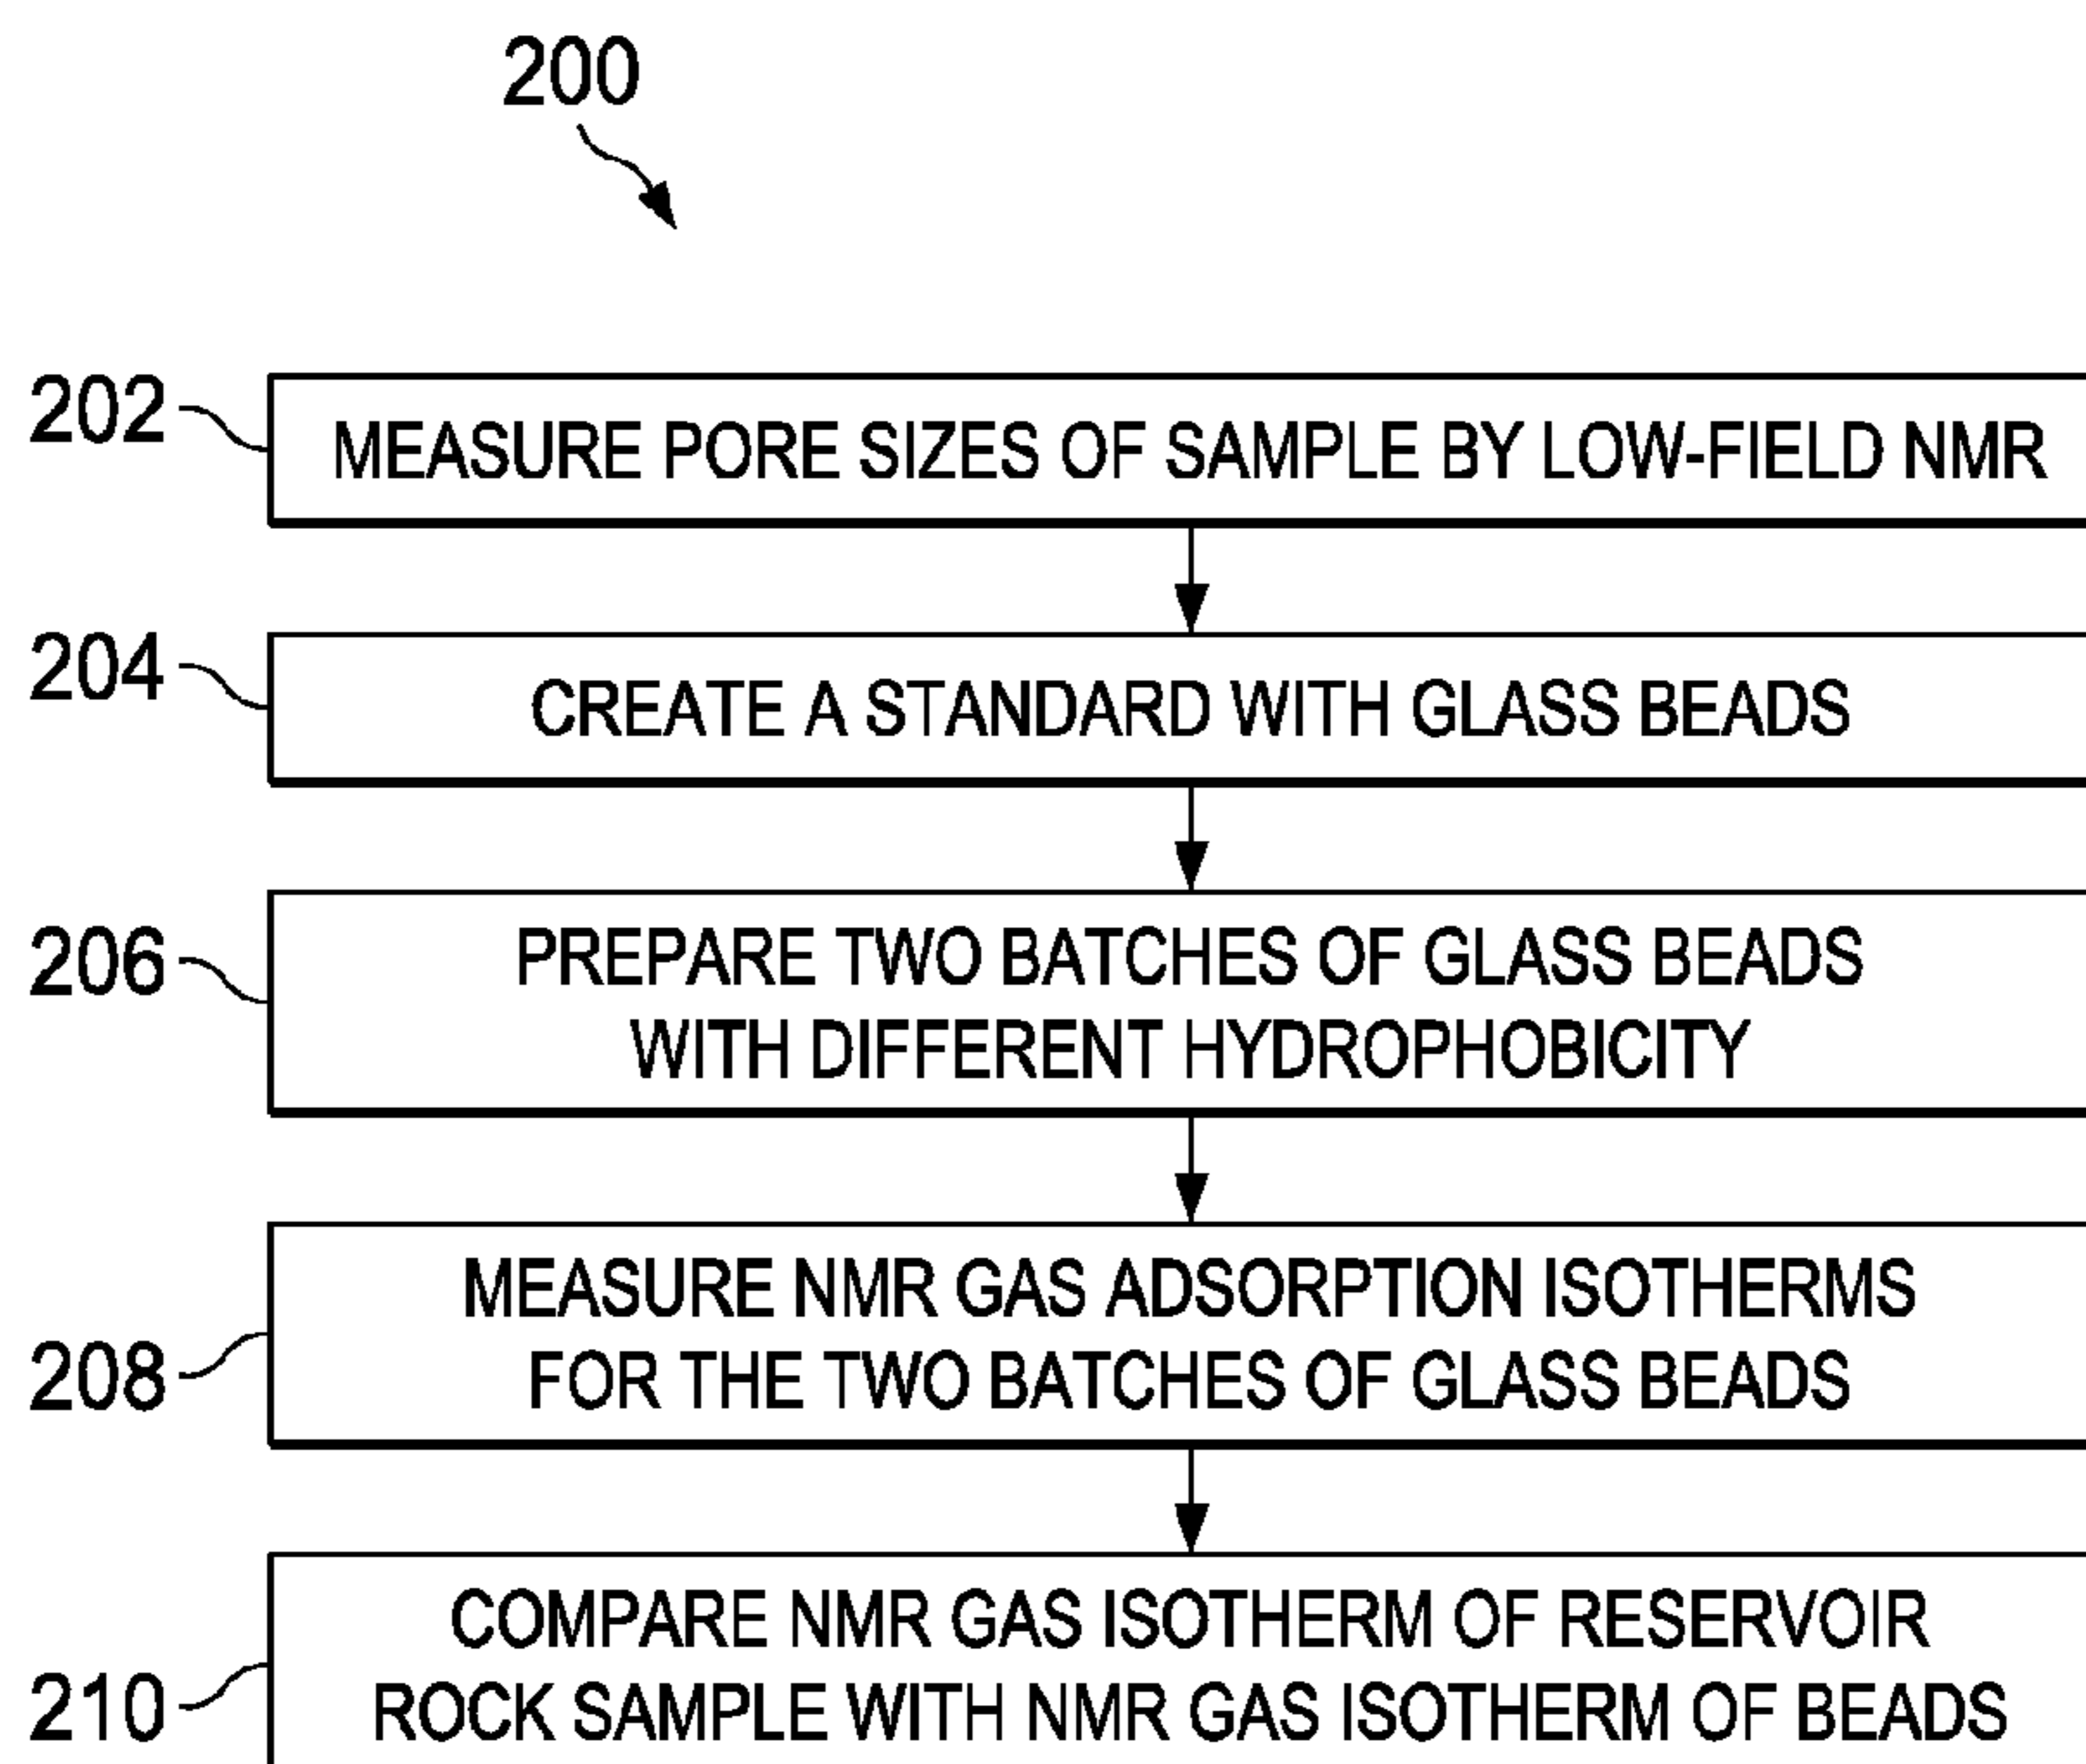 200
202
MEASURE PORE SIZES OF SAMPLE BY LOW-FIELD NMR
204
CREATE A STANDARD WITH GLASS BEADS
206
PREPARE TWO BATCHES OF GLASS BEADS
WITH DIFFERENT HYDROPHOBICITY
208
MEASURE NMR GAS ADSORPTION ISOTHERMS
FOR THE TWO BATCHES OF GLASS BEADS
210
COMPARE NMR GAS ISOTHERM OF RESERVOIR
ROCK SAMPLE WITH NMR GAS ISOTHERM OF BEADS